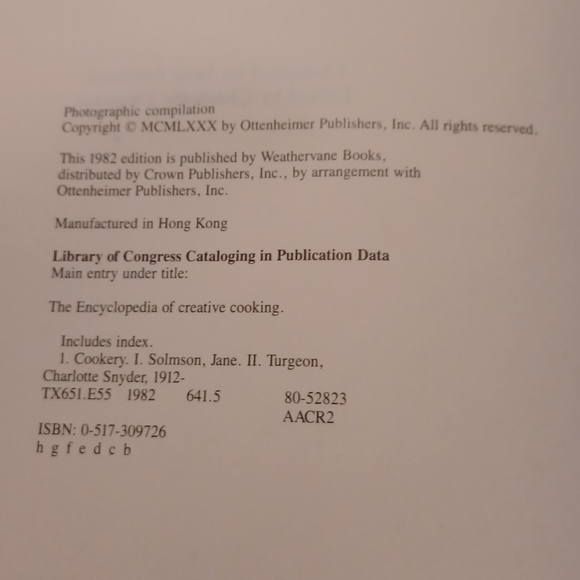 Photographic compilation
Copyright © MCMLXXX by Ottenheimer Publishers, Inc. All rights reserved.
This 1982 edition is published by Weathervane Books,
distributed by Crown Publishers, Inc., by arrangement with
Ottenheimer Publishers, Inc.
Manufactured in Hong Kong
Library of Congress Cataloging in Publication Data
Main entry under title:
The Encyclopedia of creative cooking.
Includes index.
1. Cookery. I. Solmson, Jane. II. Turgeon,
Charlotte Snyder, 1912-
TX651.E55 1982 641.5 80-52823
AACR2
ISBN: 0-517-309726
h g f e d c b